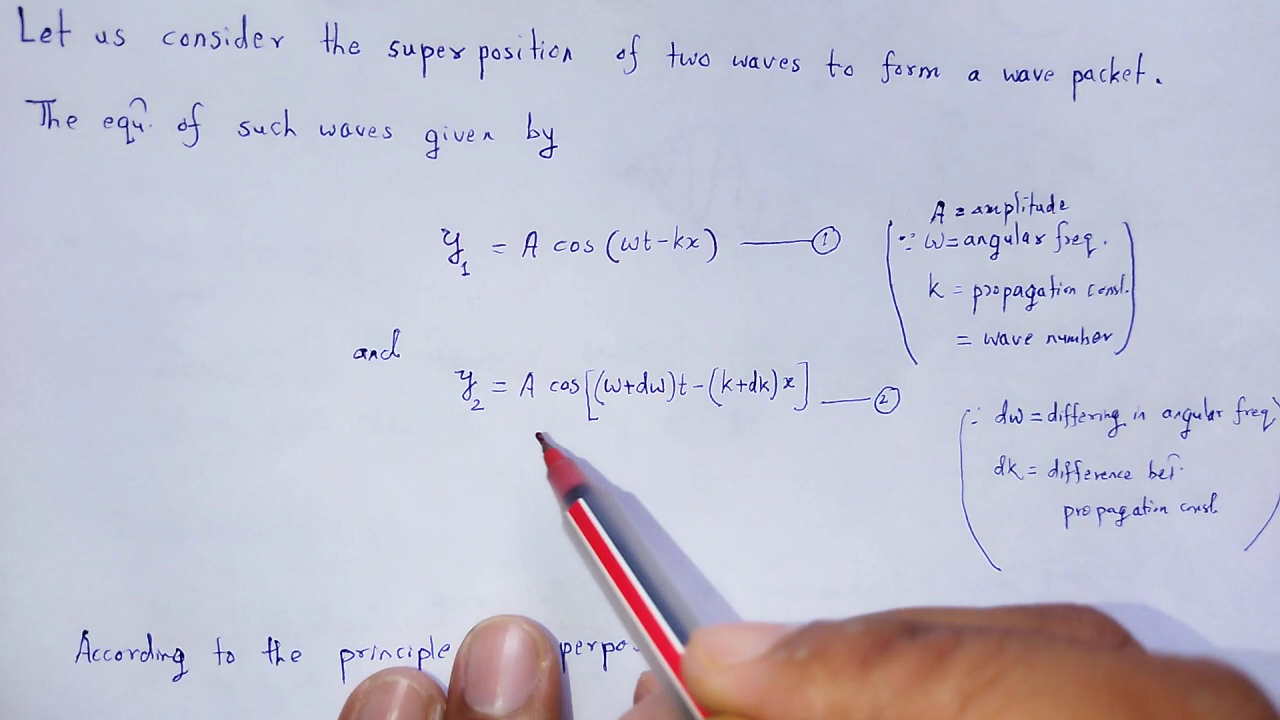 Let us consider the superposition of two waves to form a wave packet.
The equn. of such waves given by
y₁ = A cos (ωt-kx) —— ①
A = amplitude
(∵ ω = angular freq.
k = propagation const.
= wave number)
and
y₂ = A cos[(ω+dω)t-(k+dk)x] —— ②
(∵ dω = differing in angular freq
dk = difference bet.
propagation const.
According to the principle